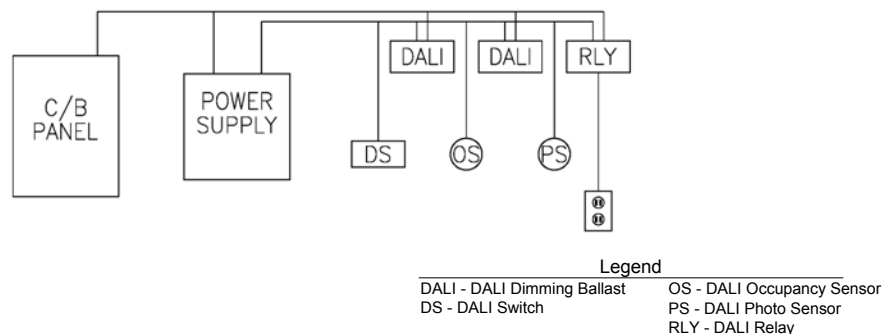 C/B
PANEL
POWER
SUPPLY
DALI
DALI
RLY
DS
OS
PS
Legend
DALI - DALI Dimming Ballast
OS - DALI Occupancy Sensor
DS - DALI Switch
PS - DALI Photo Sensor
RLY - DALI Relay